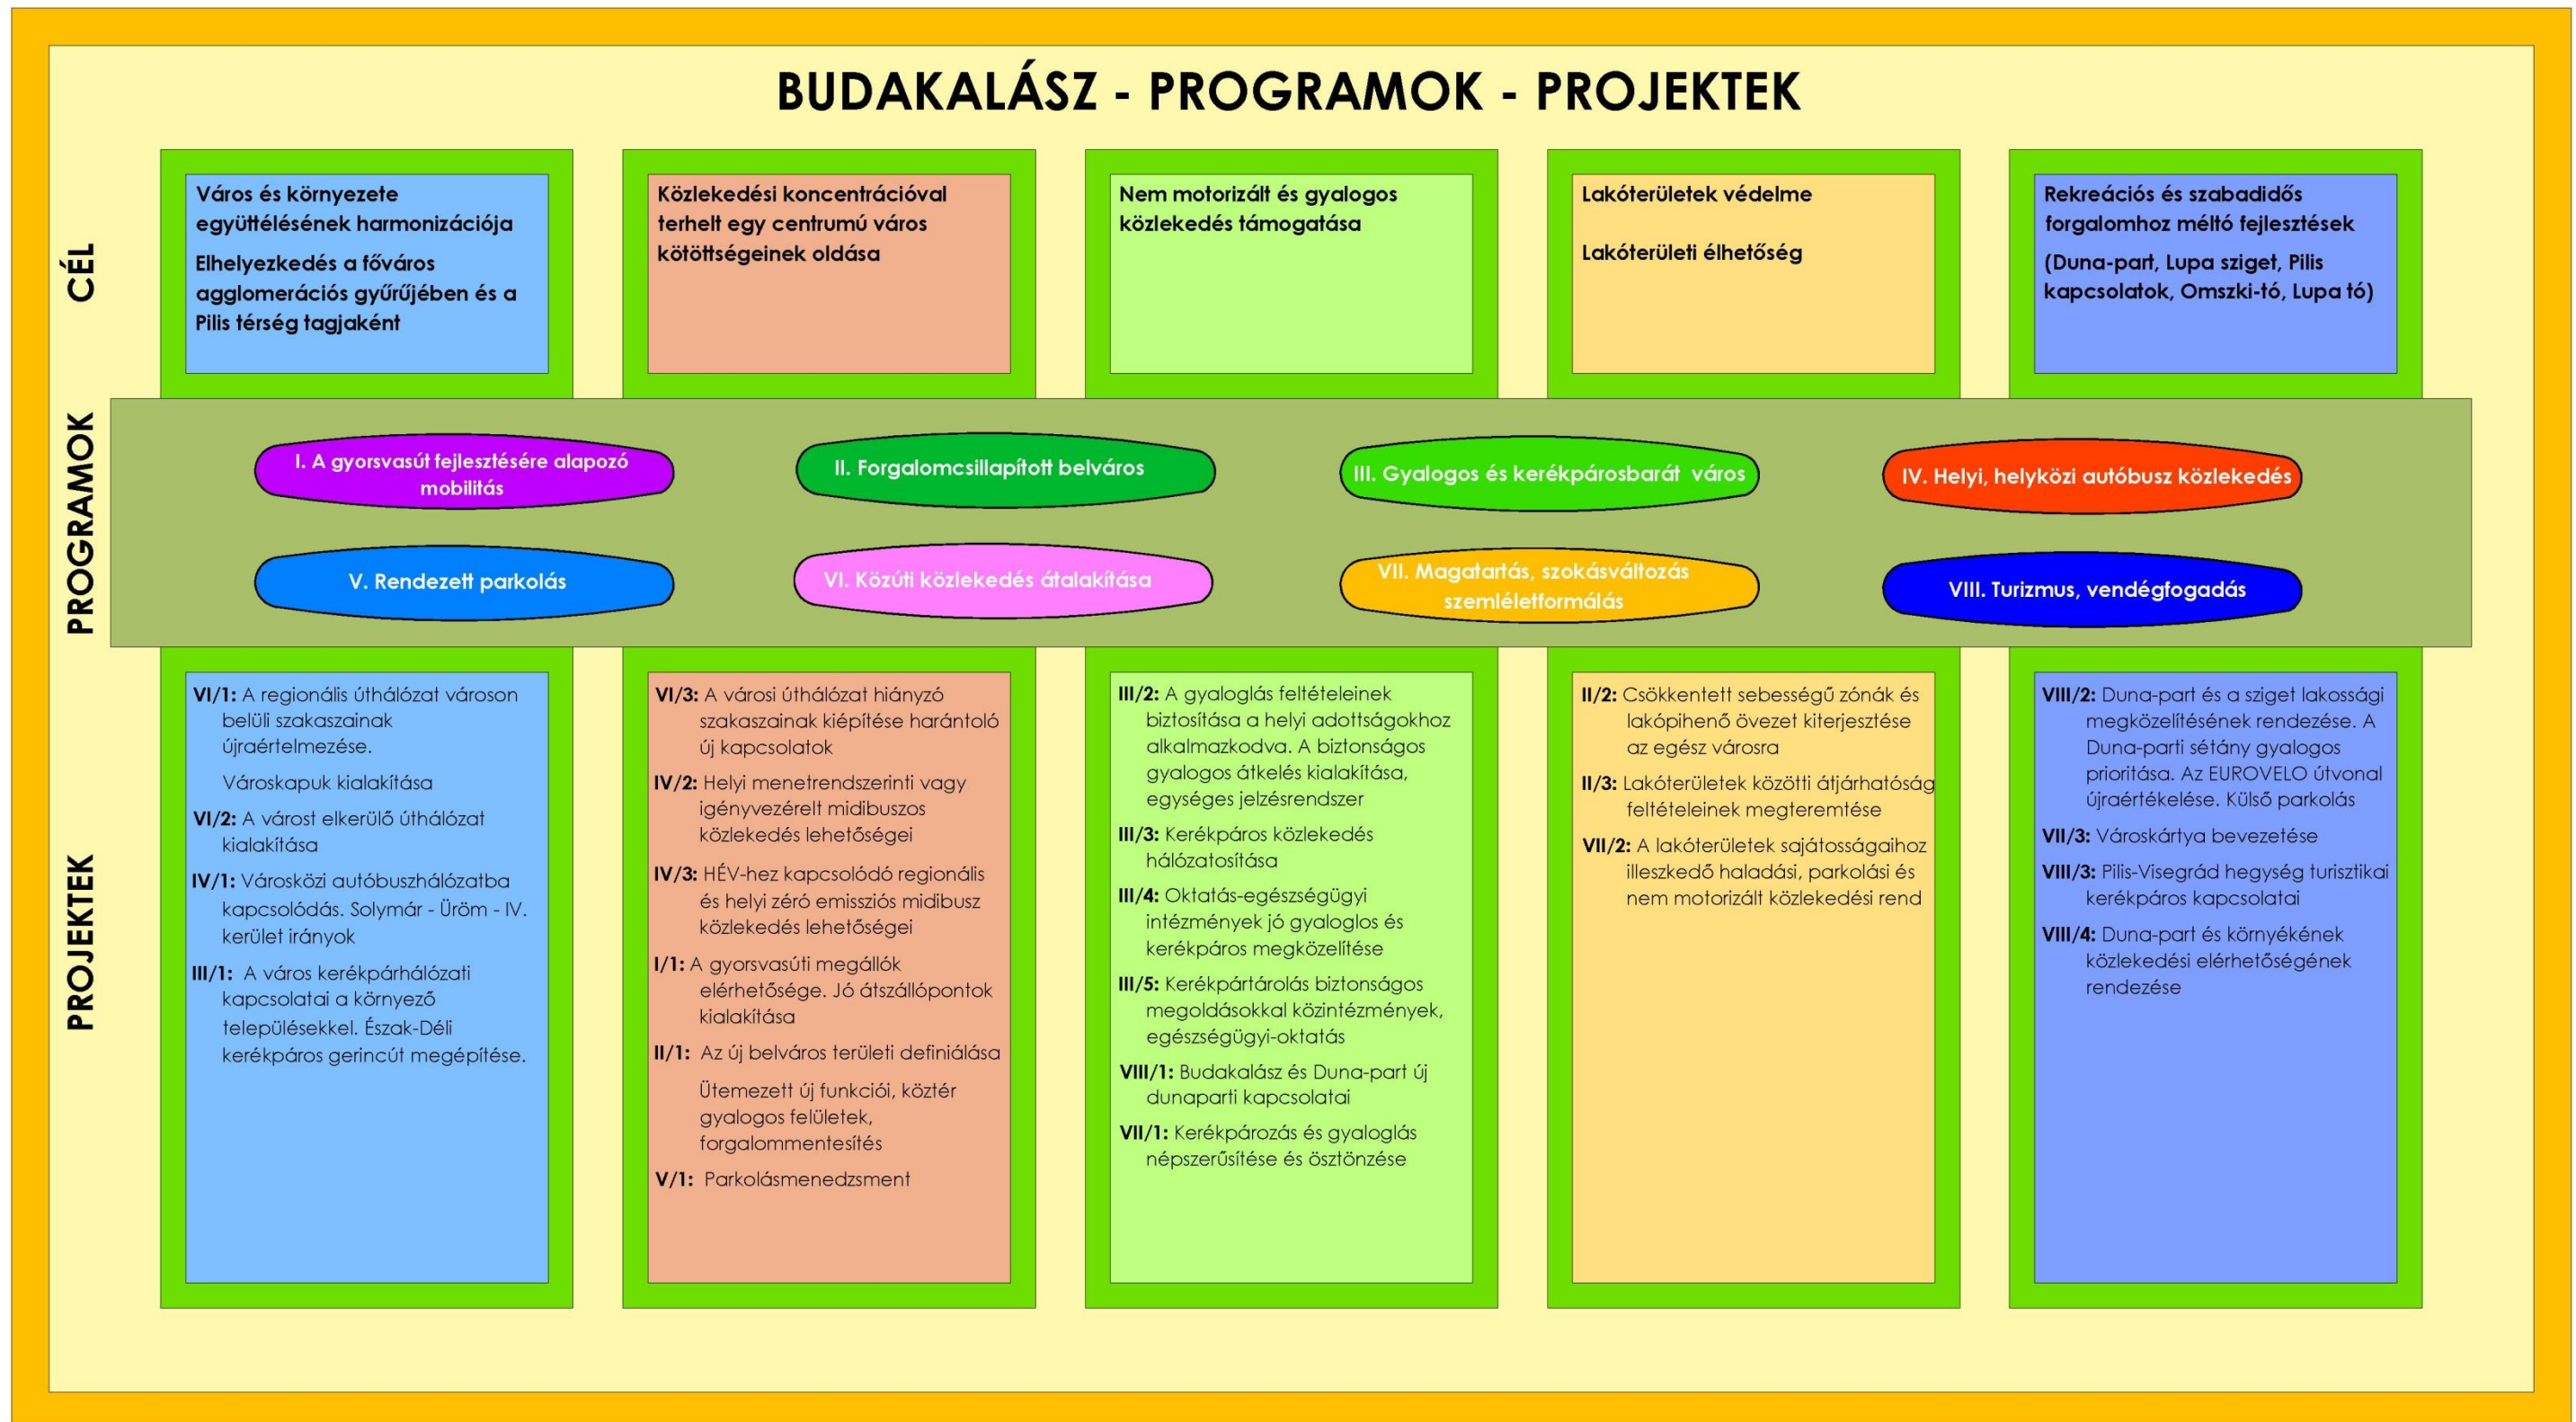 BUDAKALÁSZ - PROGRAMOK - PROJEKTEK
CÉL
Város és környezete
együttélésének harmonizációja
Elhelyezkedés a főváros
agglomerációs gyűrűjében és a
Pilis térség tagjaként
Közlekedési koncentrációval
terhelt egy centrumú város
kötöttségeinek oldása
Nem motorizált és gyalogos
közlekedés támogatása
Lakóterületek védelme
Lakóterületi élhetőség
Rekreációs és szabadidős
forgalomhoz méltó fejlesztések
(Duna-part, Lupa sziget, Pilis
kapcsolatok, Omszki-tó, Lupa tó)
PROGRAMOK
I. A gyorsvasút fejlesztésére alapozó
mobilitás
II. Forgalomcsillapított belváros
III. Gyalogos és kerékpárosbarát város
IV. Helyi, helyközi autóbusz közlekedés
V. Rendezett parkolás
VI. Közúti közlekedés átalakítása
VII. Magatartás, szokásváltozás
szemléletformálás
VIII. Turizmus, vendégfogadás
PROJEKTEK
VI/1: A regionális úthálózat városon
belüli szakaszainak
újraértelmezése.
Városkapuk kialakítása
VI/2: A várost elkerülő úthálózat
kialakítása
IV/1: Városközi autóbuszhálózatba
kapcsolódás. Solymár - Üröm - IV.
kerület irányok
III/1: A város kerékpárhálózati
kapcsolatai a környező
településekkel. Észak-Déli
kerékpáros gerincút megépítése.
VI/3: A városi úthálózat hiányzó
szakaszainak kiépítése harántoló
új kapcsolatok
IV/2: Helyi menetrendszerinti vagy
igényvezérelt midibuszos
közlekedés lehetőségei
IV/3: HÉV-hez kapcsolódó regionális
és helyi zéró emissziós midibusz
közlekedés lehetőségei
I/1: A gyorsvasúti megállók
elérhetősége. Jó átszállópontok
kialakítása
II/1: Az új belváros területi definiálása
Ütemezett új funkciói, köztér
gyalogos felületek,
forgalommentesítés
V/1: Parkolásmenedzsment
III/2: A gyaloglás feltételeinek
biztosítása a helyi adottságokhoz
alkalmazkodva. A biztonságos
gyalogos átkelés kialakítása,
egységes jelzésrendszer
III/3: Kerékpáros közlekedés
hálózatosítása
III/4: Oktatás-egészségügyi
intézmények jó gyaloglos és
kerékpáros megközelítése
III/5: Kerékpártárolás biztonságos
megoldásokkal közintézmények,
egészségügyi-oktatás
VIII/1: Budakalász és Duna-part új
dunaparti kapcsolatai
VII/1: Kerékpározás és gyaloglás
népszerűsítése és ösztönzése
II/2: Csökkentett sebességű zónák és
lakópihenő övezet kiterjesztése
az egész városra
II/3: Lakóterületek közötti átjárhatóság
feltételeinek megteremtése
VII/2: A lakóterületek sajátosságaihoz
illeszkedő haladási, parkolási és
nem motorizált közlekedési rend
VIII/2: Duna-part és a sziget lakossági
megközelítésének rendezése. A
Duna-parti sétány gyalogos
prioritása. Az EUROVELO útvonal
újraértékelése. Külső parkolás
VII/3: Városkártya bevezetése
VIII/3: Pilis-Visegrád hegység turisztikai
kerékpáros kapcsolatai
VIII/4: Duna-part és környékének
közlekedési elérhetőségének
rendezése